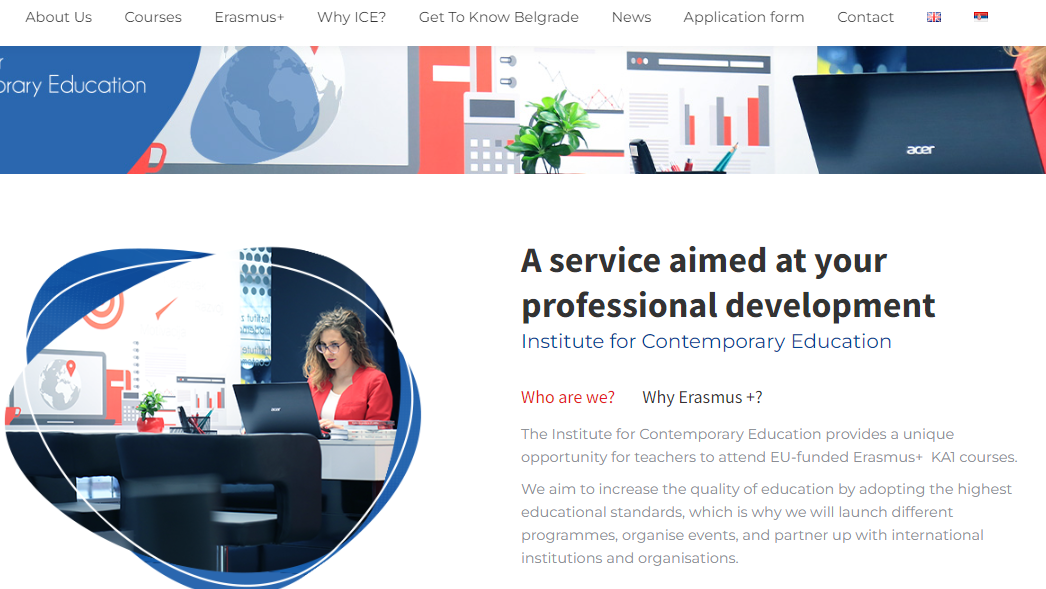 About Us Courses Erasmus+ Why ICE? Get To Know Belgrade News Application form Contact
orary Education
acer
A service aimed at your
professional development
Institute for Contemporary Education
Who are we? Why Erasmus +?
The Institute for Contemporary Education provides a unique
opportunity for teachers to attend EU-funded Erasmus+ KA1 courses.
We aim to increase the quality of education by adopting the highest
educational standards, which is why we will launch different
programmes, organise events, and partner up with international
institutions and organisations.
acer